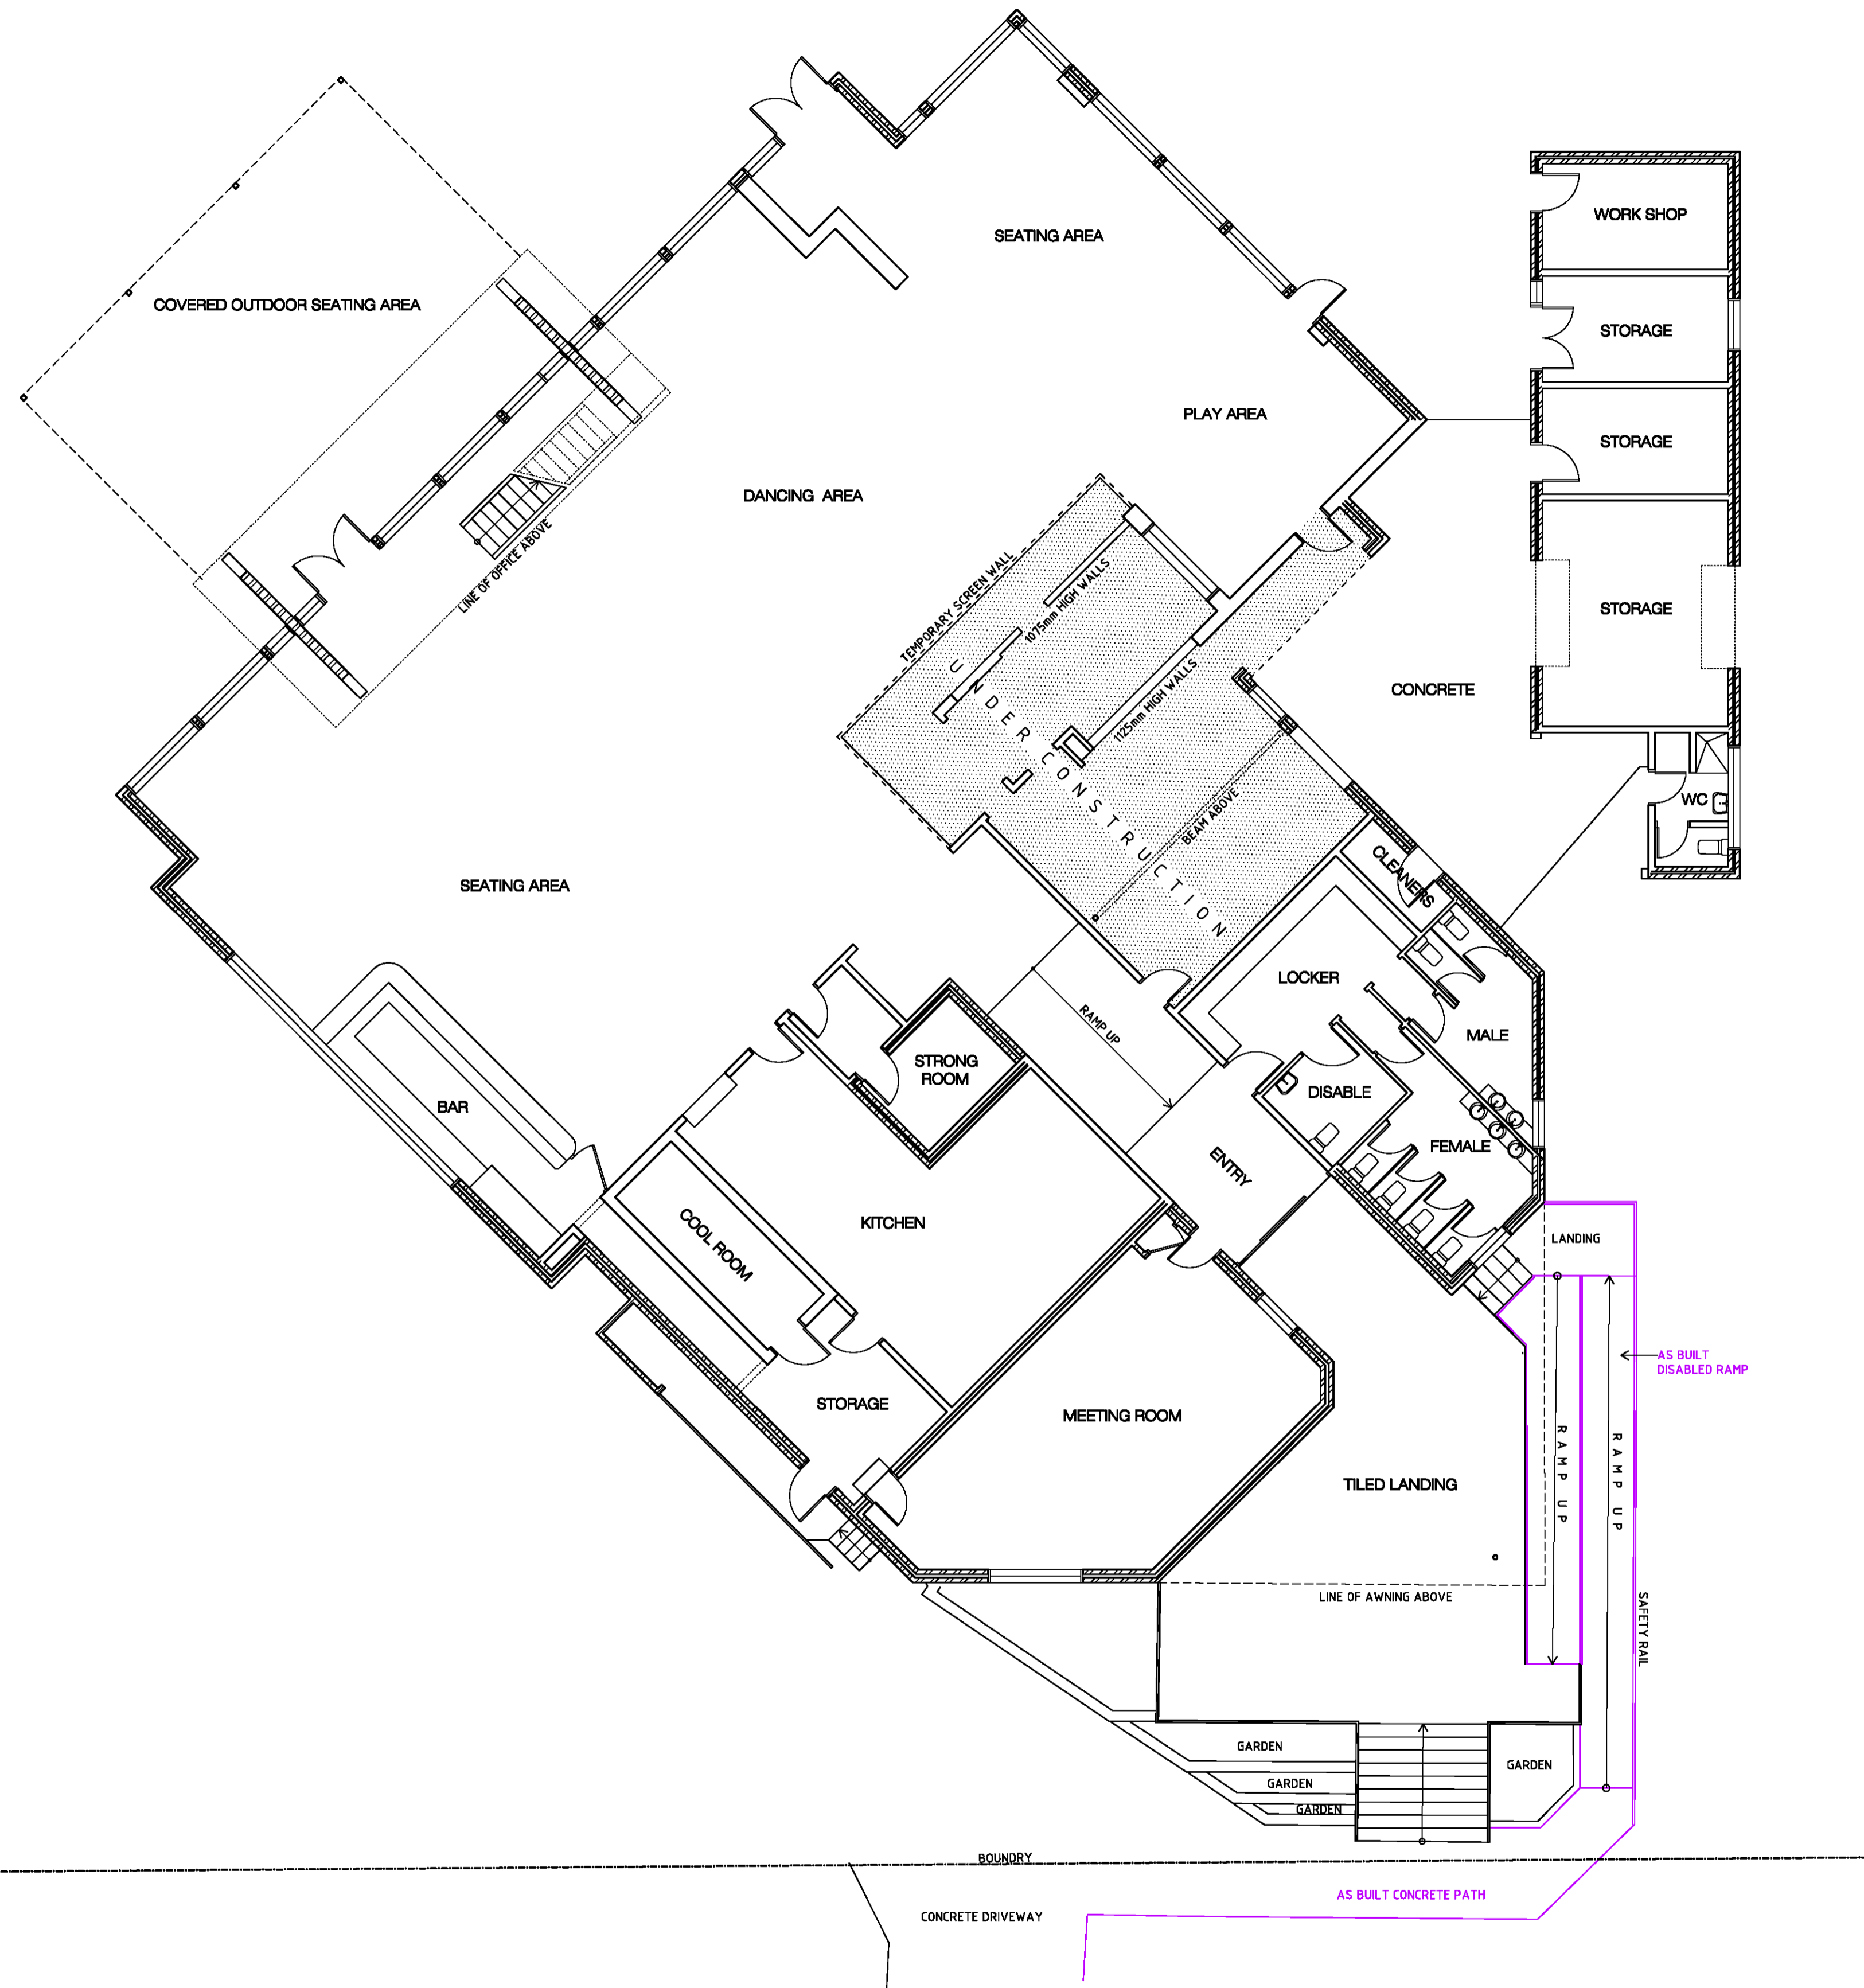 WORK SHOP
SEATING AREA
COVERED OUTDOOR SEATING AREA
STORAGE
PLAY AREA
STORAGE
DANCING AREA
LINE OF OFFICE ABOVE
TEMPORARY SCREEN WALL
1075mm HIGH WALLS
STORAGE
UNDER CONSTRUCTION
1125mm HIGH WALLS
CONCRETE
WC
BEAM ABOVE
CLEANERS
SEATING AREA
LOCKER
RAMP UP
MALE
STRONG
ROOM
DISABLE
BAR
FEMALE
ENTRY
KITCHEN
COOL ROOM
LANDING
AS BUILT
DISABLED RAMP
STORAGE
MEETING ROOM
RAMP UP
RAMP UP
TILED LANDING
LINE OF AWNING ABOVE
SAFETY RAIL
GARDEN
GARDEN
GARDEN
GARDEN
BOUNDRY
AS BUILT CONCRETE PATH
CONCRETE DRIVEWAY